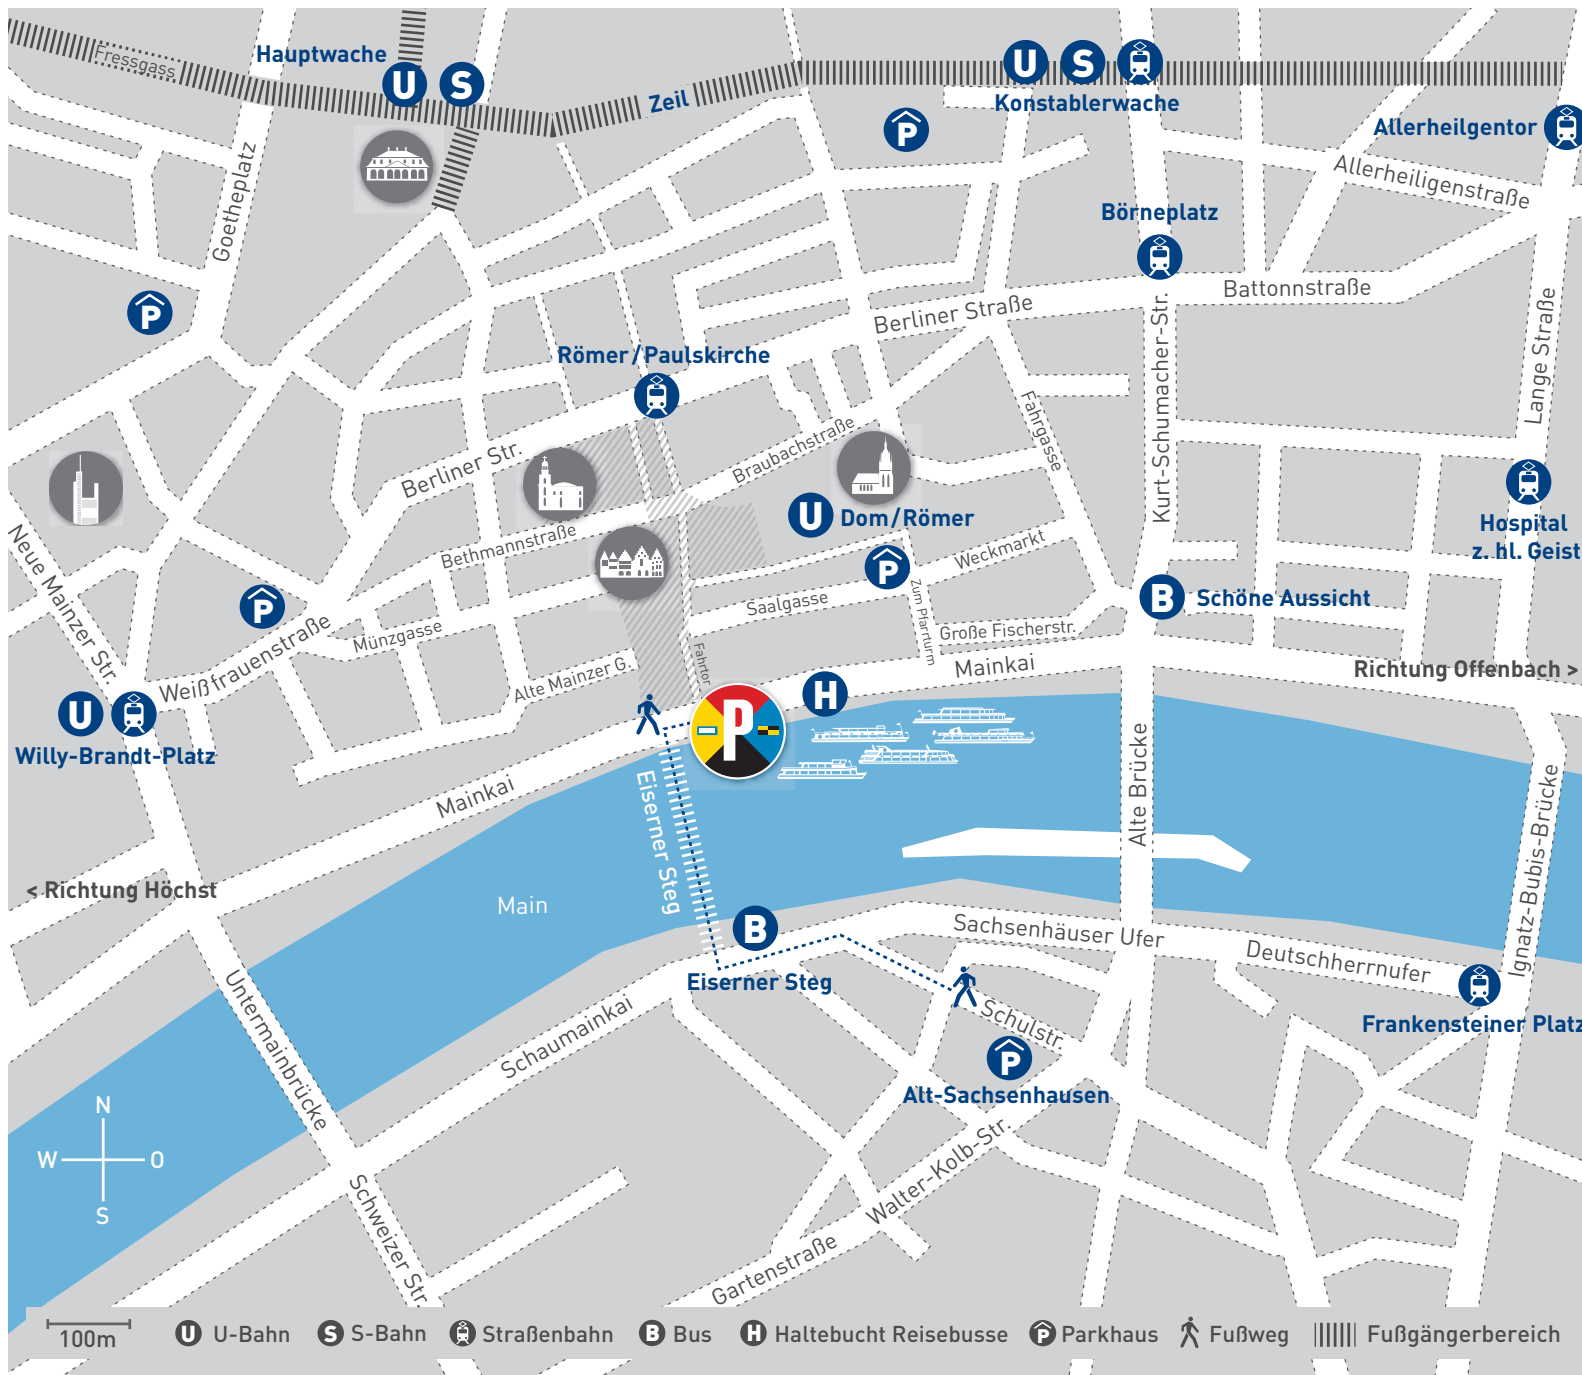 Hauptwache
Fressgass
U
S
Zeil
U
S
Konstablerwache
P
Allerheilgentor
Allerheiligenstraße
Goetheplatz
Börneplatz
P
Berliner Straße
Battonnstraße
Kurt-Schumacher-Str.
Lange Straße
Römer/Paulskirche
Fahrgasse
Berliner Str.
Braubachstraße
U
Dom/Römer
Hospital
z. hl. Geist
Neue Mainzer Str.
Bethmannstraße
P
Weckmarkt
Zum Pfarrturm
B
Schöne Aussicht
P
Saalgasse
Weißfrauenstraße
Münzgasse
Große Fischerstr.
Alte Mainzer G.
Fahrtor
Mainkai
Richtung Offenbach >
U
Willy-Brandt-Platz
H
P
Mainkai
Eiserner Steg
Alte Brücke
Ignatz-Bubis-Brücke
< Richtung Höchst
Main
B
Eiserner Steg
Sachsenhäuser Ufer
Deutschherrnufer
Frankensteiner Platz
Untermainbrücke
Schaumainkai
Schulstr.
P
Alt-Sachsenhausen
N
W
O
S
Walter-Kolb-Str.
Schweizer Str.
Gartenstraße
100m
U U-Bahn
S S-Bahn
Straßenbahn
B Bus
H Haltebucht Reisebusse
P Parkhaus
Fußweg
Fußgängerbereich